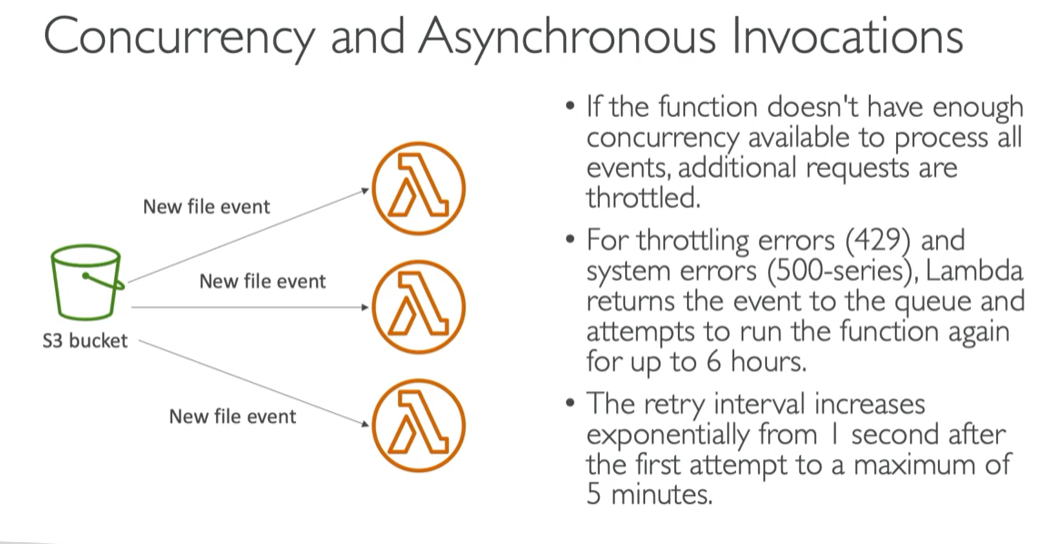 Concurrency and Asynchronous Invocations
New file event
New file event
S3 bucket
New file event
• If the function doesn't have enough
concurrency available to process all
events, additional requests are
throttled.
• For throttling errors (429) and
system errors (500-series), Lambda
returns the event to the queue and
attempts to run the function again
for up to 6 hours.
• The retry interval increases
exponentially from 1 second after
the first attempt to a maximum of
5 minutes.